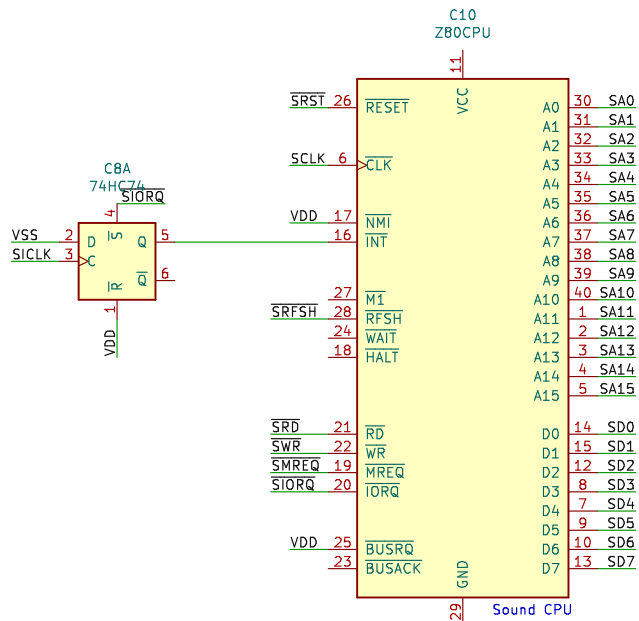 C10
Z80CPU
11
VCC
SRST 26 RESET
A0 30 SA0
A1 31 SA1
A2 32 SA2
SCLK 6 CLK
A3 33 SA3
C8A
74HC74
A4 34 SA4
SIORQ
A5 35 SA5
4
VDD 17 NMI
A6 36 SA6
S
VSS 2 D Q 5
16 INT
A7 37 SA7
SICLK 3 C
A8 38 SA8
Q 6
A9 39 SA9
R
27 M1
A10 40 SA10
1
SRFSH 28 RFSH
A11 1 SA11
VDD
24 WAIT
A12 2 SA12
18 HALT
A13 3 SA13
A14 4 SA14
A15 5 SA15
SRD 21 RD
D0 14 SD0
SWR 22 WR
D1 15 SD1
SMREQ 19 MREQ
D2 12 SD2
SIORQ 20 IORQ
D3 8 SD3
D4 7 SD4
D5 9 SD5
VDD 25 BUSRQ
D6 10 SD6
23 BUSACK
D7 13 SD7
GND
29
Sound CPU